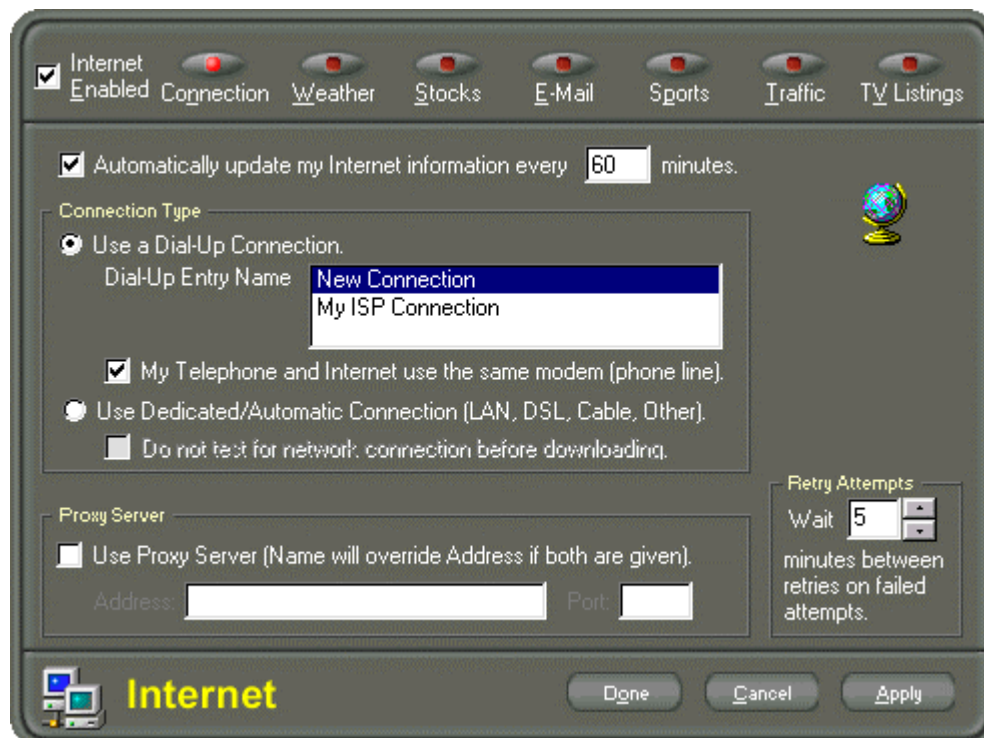 Internet
Enabled
Connection
Weather
Stocks
E-Mail
Sports
Traffic
TV Listings
Automatically update my Internet information every 60 minutes.
Connection Type
Use a Dial-Up Connection.
Dial-Up Entry Name
New Connection
My ISP Connection
My Telephone and Internet use the same modem (phone line).
Use Dedicated/Automatic Connection (LAN, DSL, Cable, Other).
Do not test for network connection before downloading.
Retry Attempts
Wait 5
minutes between
retries on failed
attempts.
Proxy Server
Use Proxy Server (Name will override Address if both are given).
Address: Port:
Internet
Done
Cancel
Apply